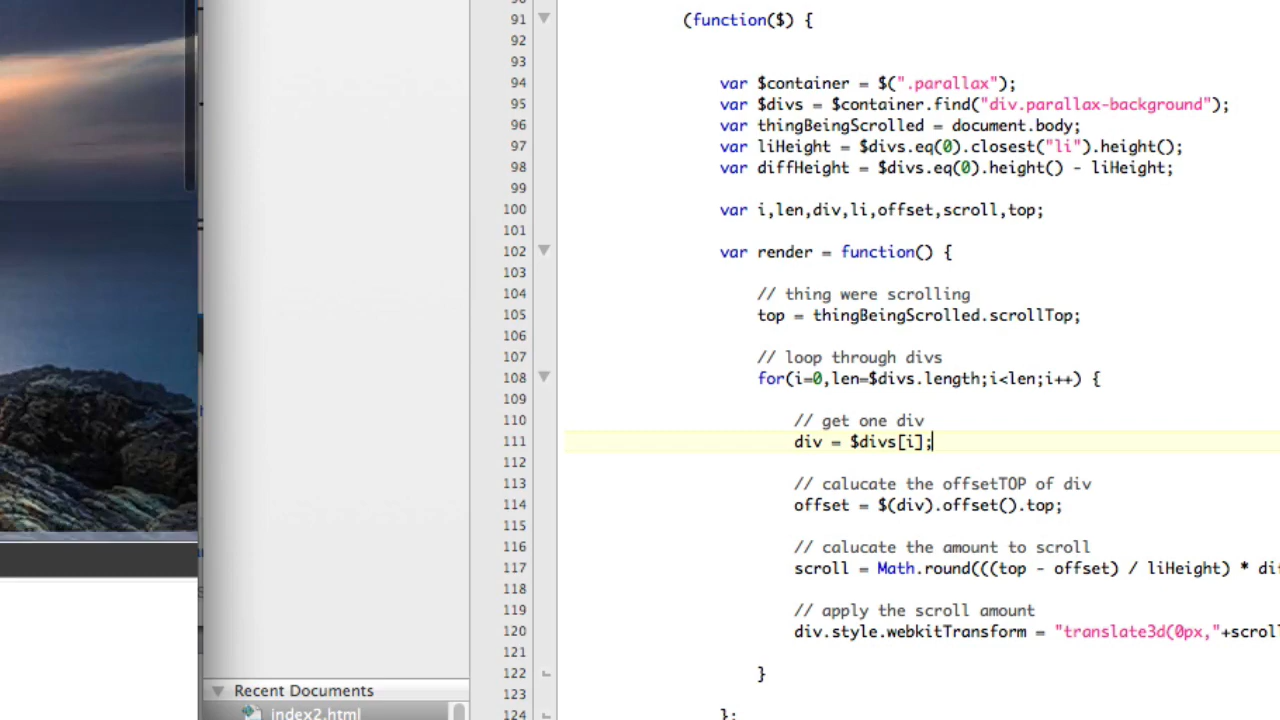 91 (function($) {
92
93
94 var $container = $(".parallax");
95 var $divs = $container.find("div.parallax-background");
96 var thingBeingScrolled = document.body;
97 var liHeight = $divs.eq(0).closest("li").height();
98 var diffHeight = $divs.eq(0).height() - liHeight;
99
100 var i,len,div,li,offset,scroll,top;
101
102 var render = function() {
103
104 // thing were scrolling
105 top = thingBeingScrolled.scrollTop;
106
107 // loop through divs
108 for(i=0,len=$divs.length;i<len;i++) {
109
110 // get one div
111 div = $divs[i];
112
113 // calucate the offsetTOP of div
114 offset = $(div).offset().top;
115
116 // calucate the amount to scroll
117 scroll = Math.round(((top - offset) / liHeight) * di
118
119 // apply the scroll amount
120 div.style.webkitTransform = "translate3d(0px,"+scroll
121
122 }
123
124 };
Recent Documents
index2.html